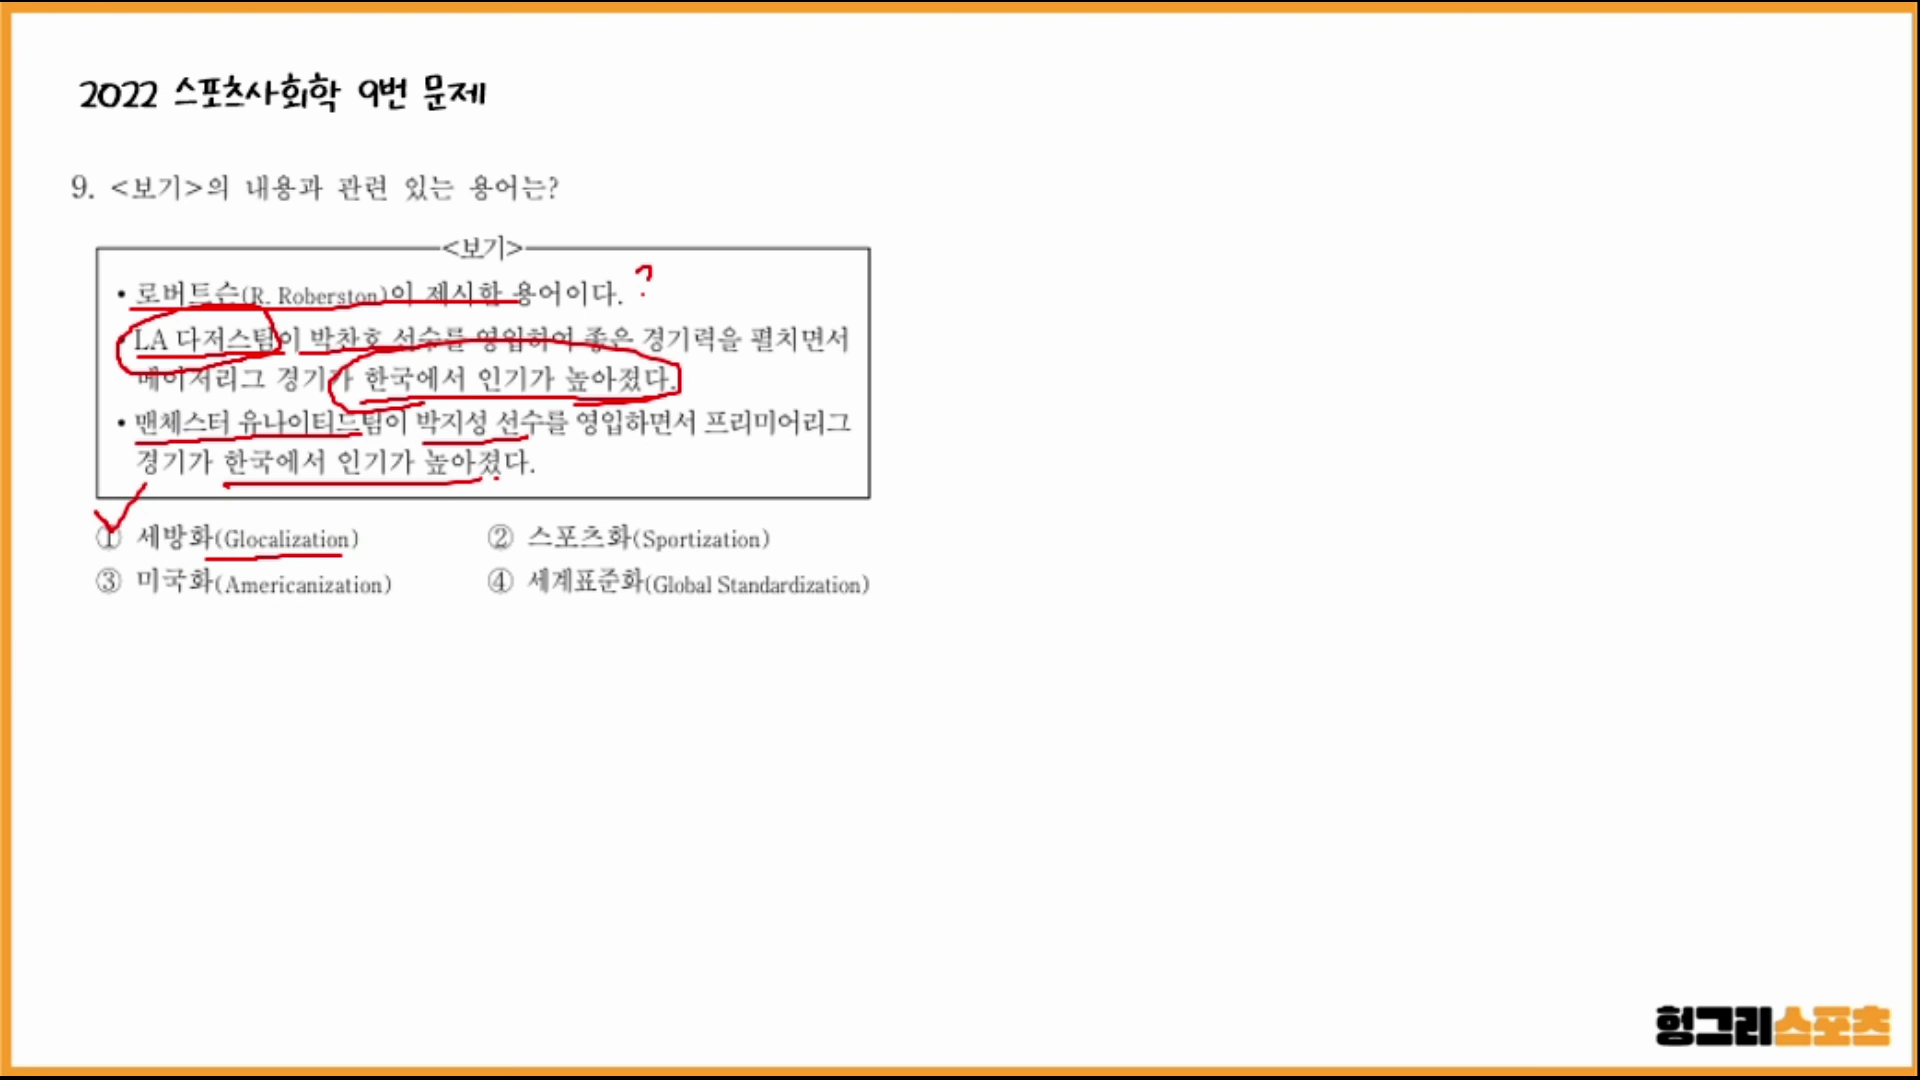 2022 스포츠사회학 9번 문제
9. <보기>의 내용과 관련 있는 용어는?
<보기>
• 로버트슨(R. Roberston)이 제시한 용어이다. ?
• LA 다저스팀이 박찬호 선수를 영입하여 좋은 경기력을 펼치면서
메이저리그 경기가 한국에서 인기가 높아졌다.
• 맨체스터 유나이티드팀이 박지성 선수를 영입하면서 프리미어리그
경기가 한국에서 인기가 높아졌다.
① 세방화(Glocalization) ② 스포츠화(Sportization)
③ 미국화(Americanization) ④ 세계표준화(Global Standardization)
헝그리스포츠